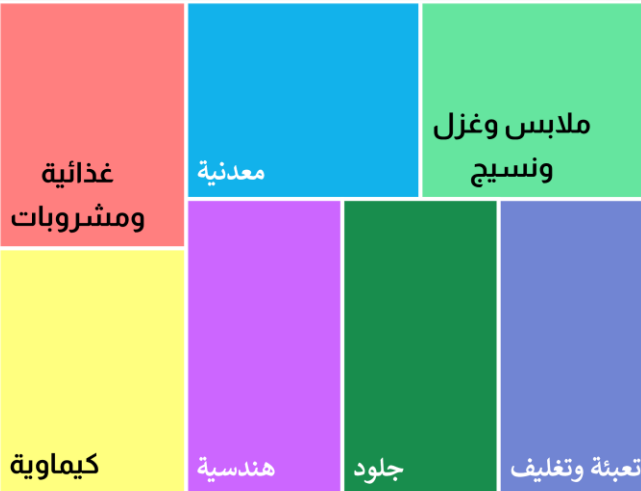 ملابس وغزل
ونسيج
معدنية
غذائية
ومشروبات
تعبئة وتغليف
جلود
هندسية
كيماوية